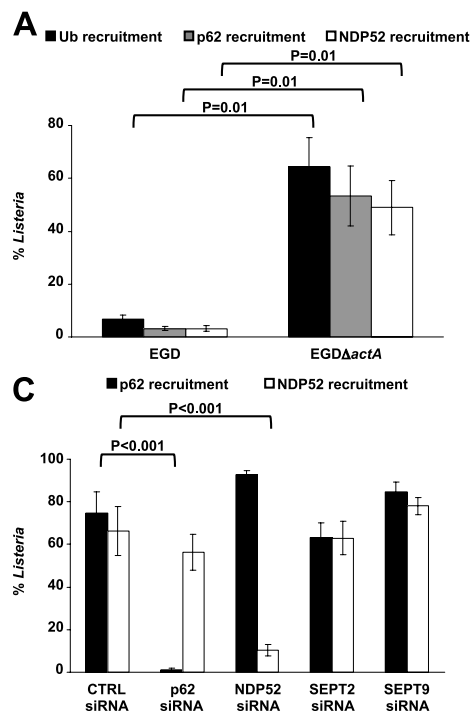 A
Ub recruitment p62 recruitment NDP52 recruitment
P=0.01
P=0.01
P=0.01
80
60
40
20
0
% Listeria
EGD EGDΔactA
C
p62 recruitment NDP52 recruitment
P<0.001
P<0.001
100
80
60
40
20
0
% Listeria
CTRL p62 NDP52 SEPT2 SEPT9
siRNA siRNA siRNA siRNA siRNA